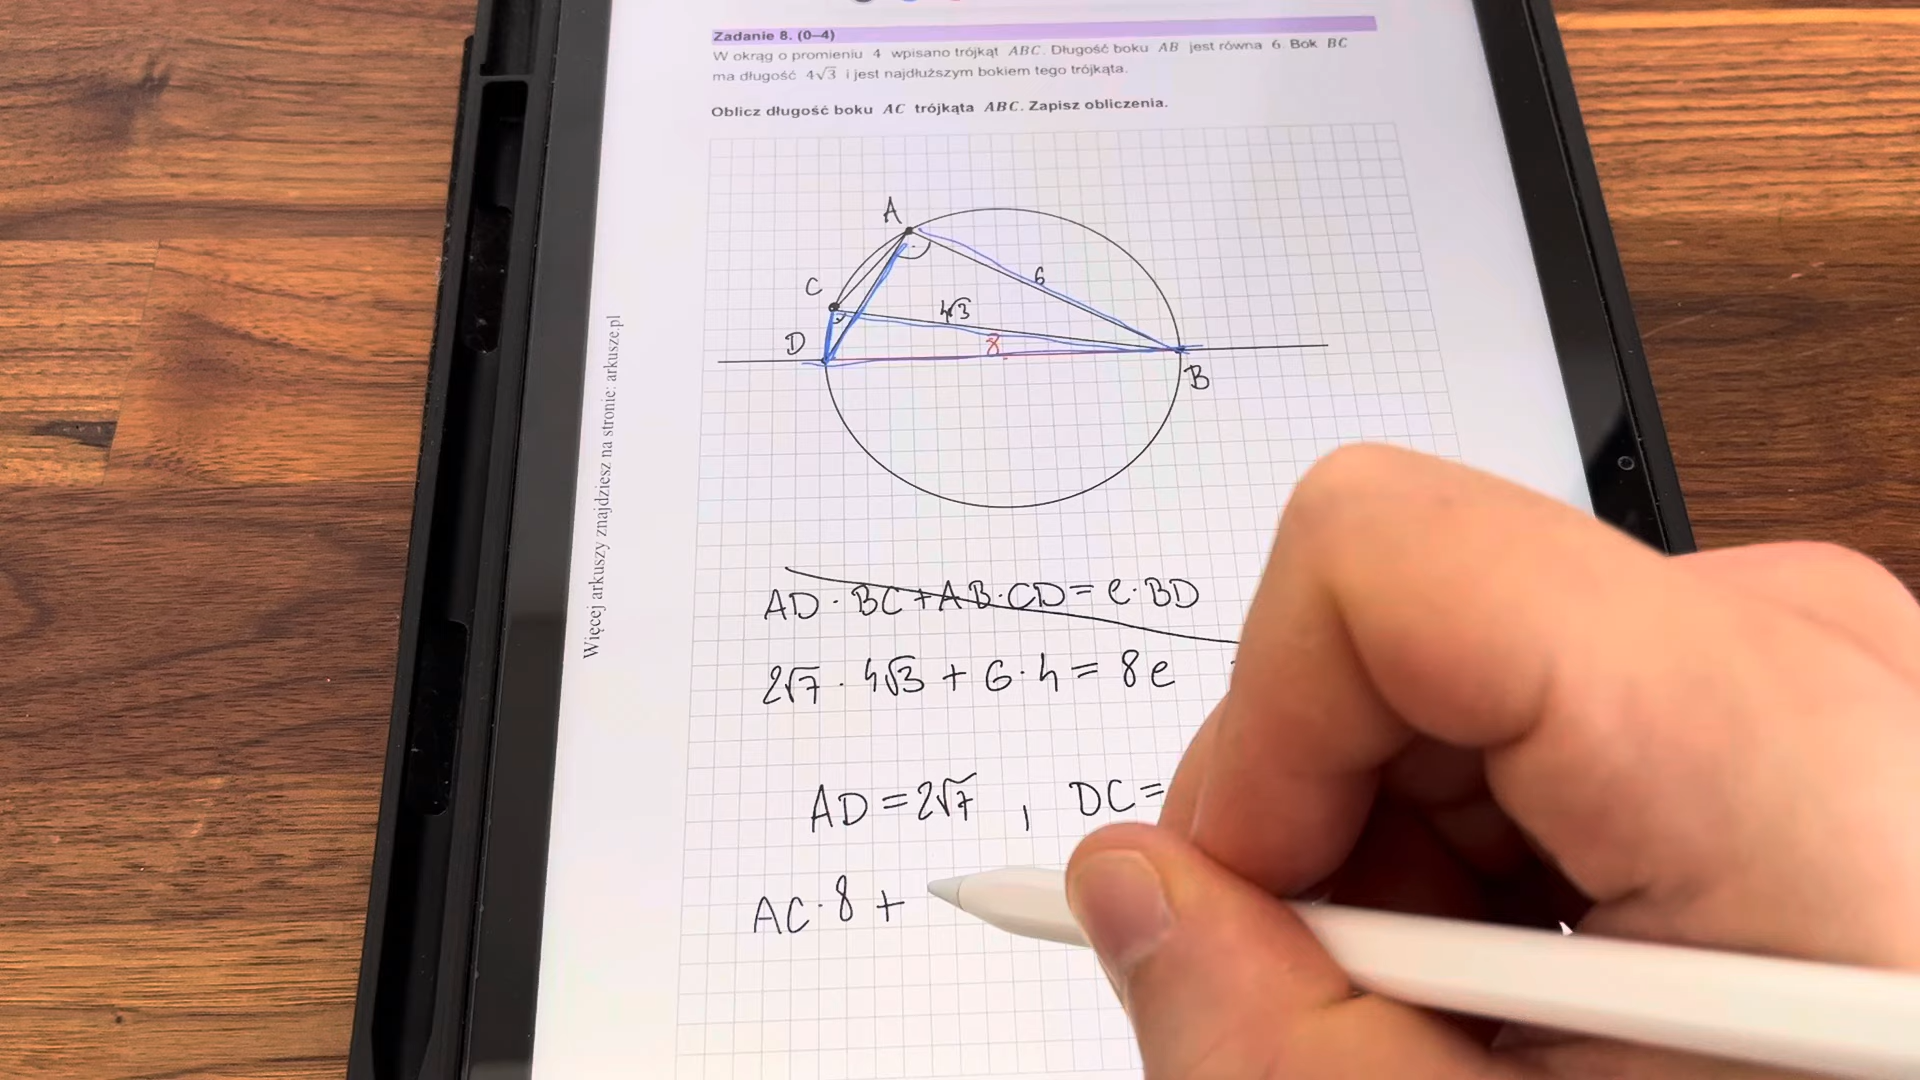 Zadanie 8. (0–4)
W okrąg o promieniu 4 wpisano trójkąt ABC. Długość boku AB jest równa 6. Bok BC
ma długość 4√3 i jest najdłuższym bokiem tego trójkąta.
Oblicz długość boku AC trójkąta ABC. Zapisz obliczenia.
A
6
C
4√3
D
8
B
Więcej arkuszy znajdziesz na stronie: arkusze.pl
AD · BC + AB · CD = e · BD
2√7 · 4√3 + 6 · 4 = 8e
AD = 2√7 , DC =
AC · 8 +